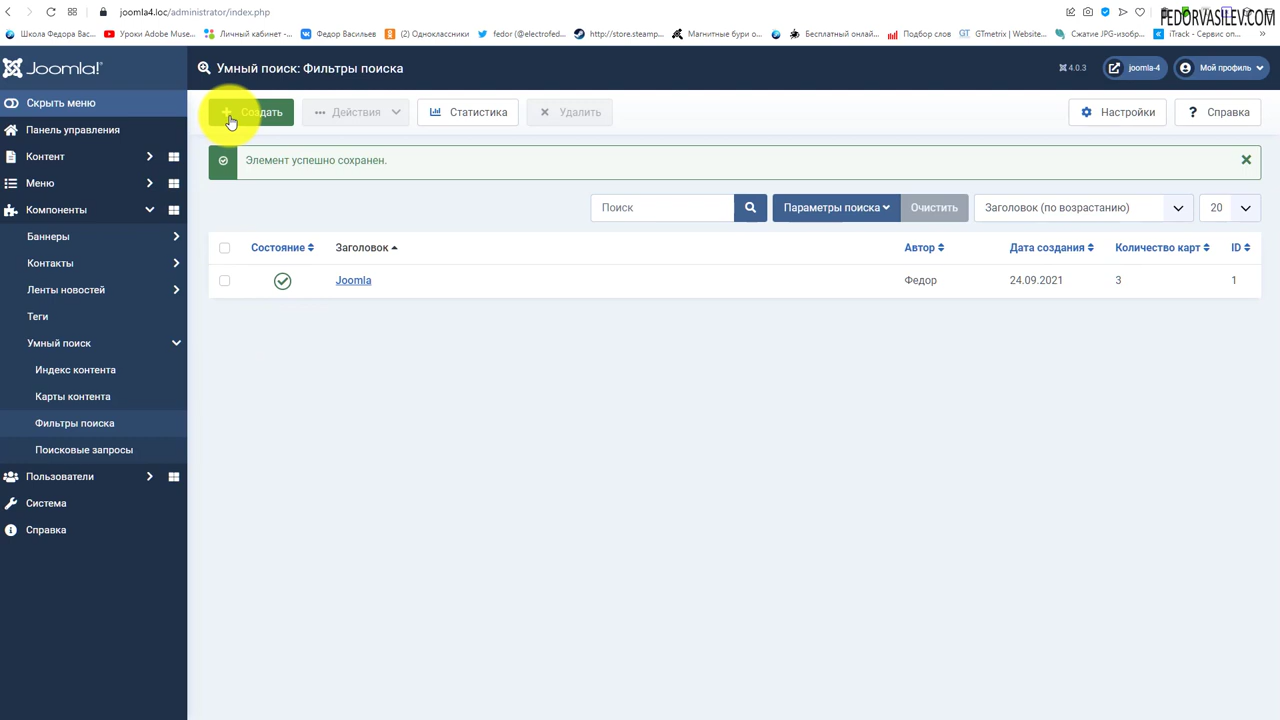 joomla4.loc/administrator/index.php
FEDORVASILEV.COM
Школа Федора Вас...
Уроки Adobe Muse...
Личный кабинет -...
Федор Васильев
(2) Одноклассники
fedor (@electrofed...
http://store.steamp...
Магнитные бури о...
Бесплатный онлай...
Подбор слов
GTmetrix | Website...
Сжатие JPG-изобр...
iTrack - Сервис оп...
Joomla!
Умный поиск: Фильтры поиска
4.0.3
joomla-4
Мой профиль
Скрыть меню
Панель управления
Контент
Меню
Компоненты
Баннеры
Контакты
Ленты новостей
Теги
Умный поиск
Индекс контента
Карты контента
Фильтры поиска
Поисковые запросы
Пользователи
Система
Справка
Создать
Действия
Статистика
Удалить
Настройки
Справка
Элемент успешно сохранен.
Поиск
Параметры поиска
Очистить
Заголовок (по возрастанию)
20
Состояние
Заголовок
Автор
Дата создания
Количество карт
ID
Joomla
Федор
24.09.2021
3
1